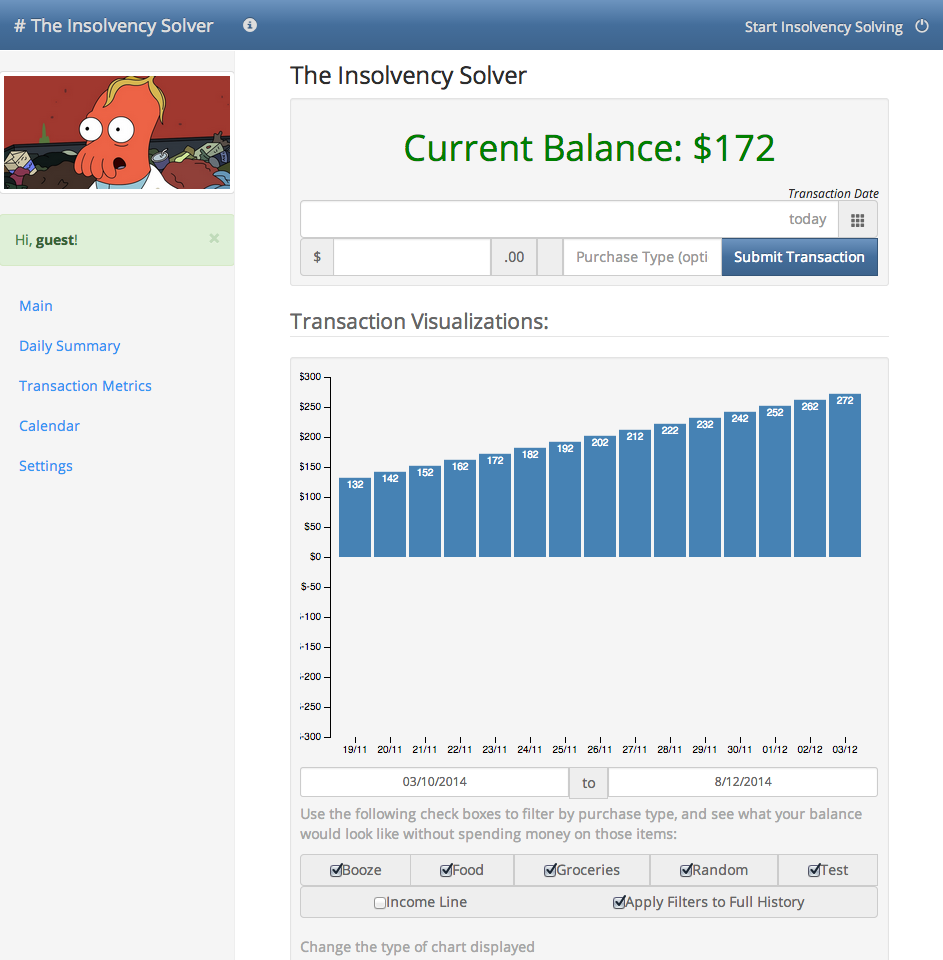 # The Insolvency Solver
Start Insolvency Solving
The Insolvency Solver
Current Balance: $172
Transaction Date
today
$ .00 Purchase Type (opti Submit Transaction
Hi, guest! ×
Main
Daily Summary
Transaction Metrics
Calendar
Settings
Transaction Visualizations:
$300
$250
$200
$150
$100
$50
$0
$-50
-100
-150
-200
-250
-300
132 142 152 162 172 182 192 202 212 222 232 242 252 262 272
19/11 20/11 21/11 22/11 23/11 24/11 25/11 26/11 27/11 28/11 29/11 30/11 01/12 02/12 03/12
03/10/2014 to 8/12/2014
Use the following check boxes to filter by purchase type, and see what your balance
would look like without spending money on those items:
Booze Food Groceries Random Test
Income Line Apply Filters to Full History
Change the type of chart displayed